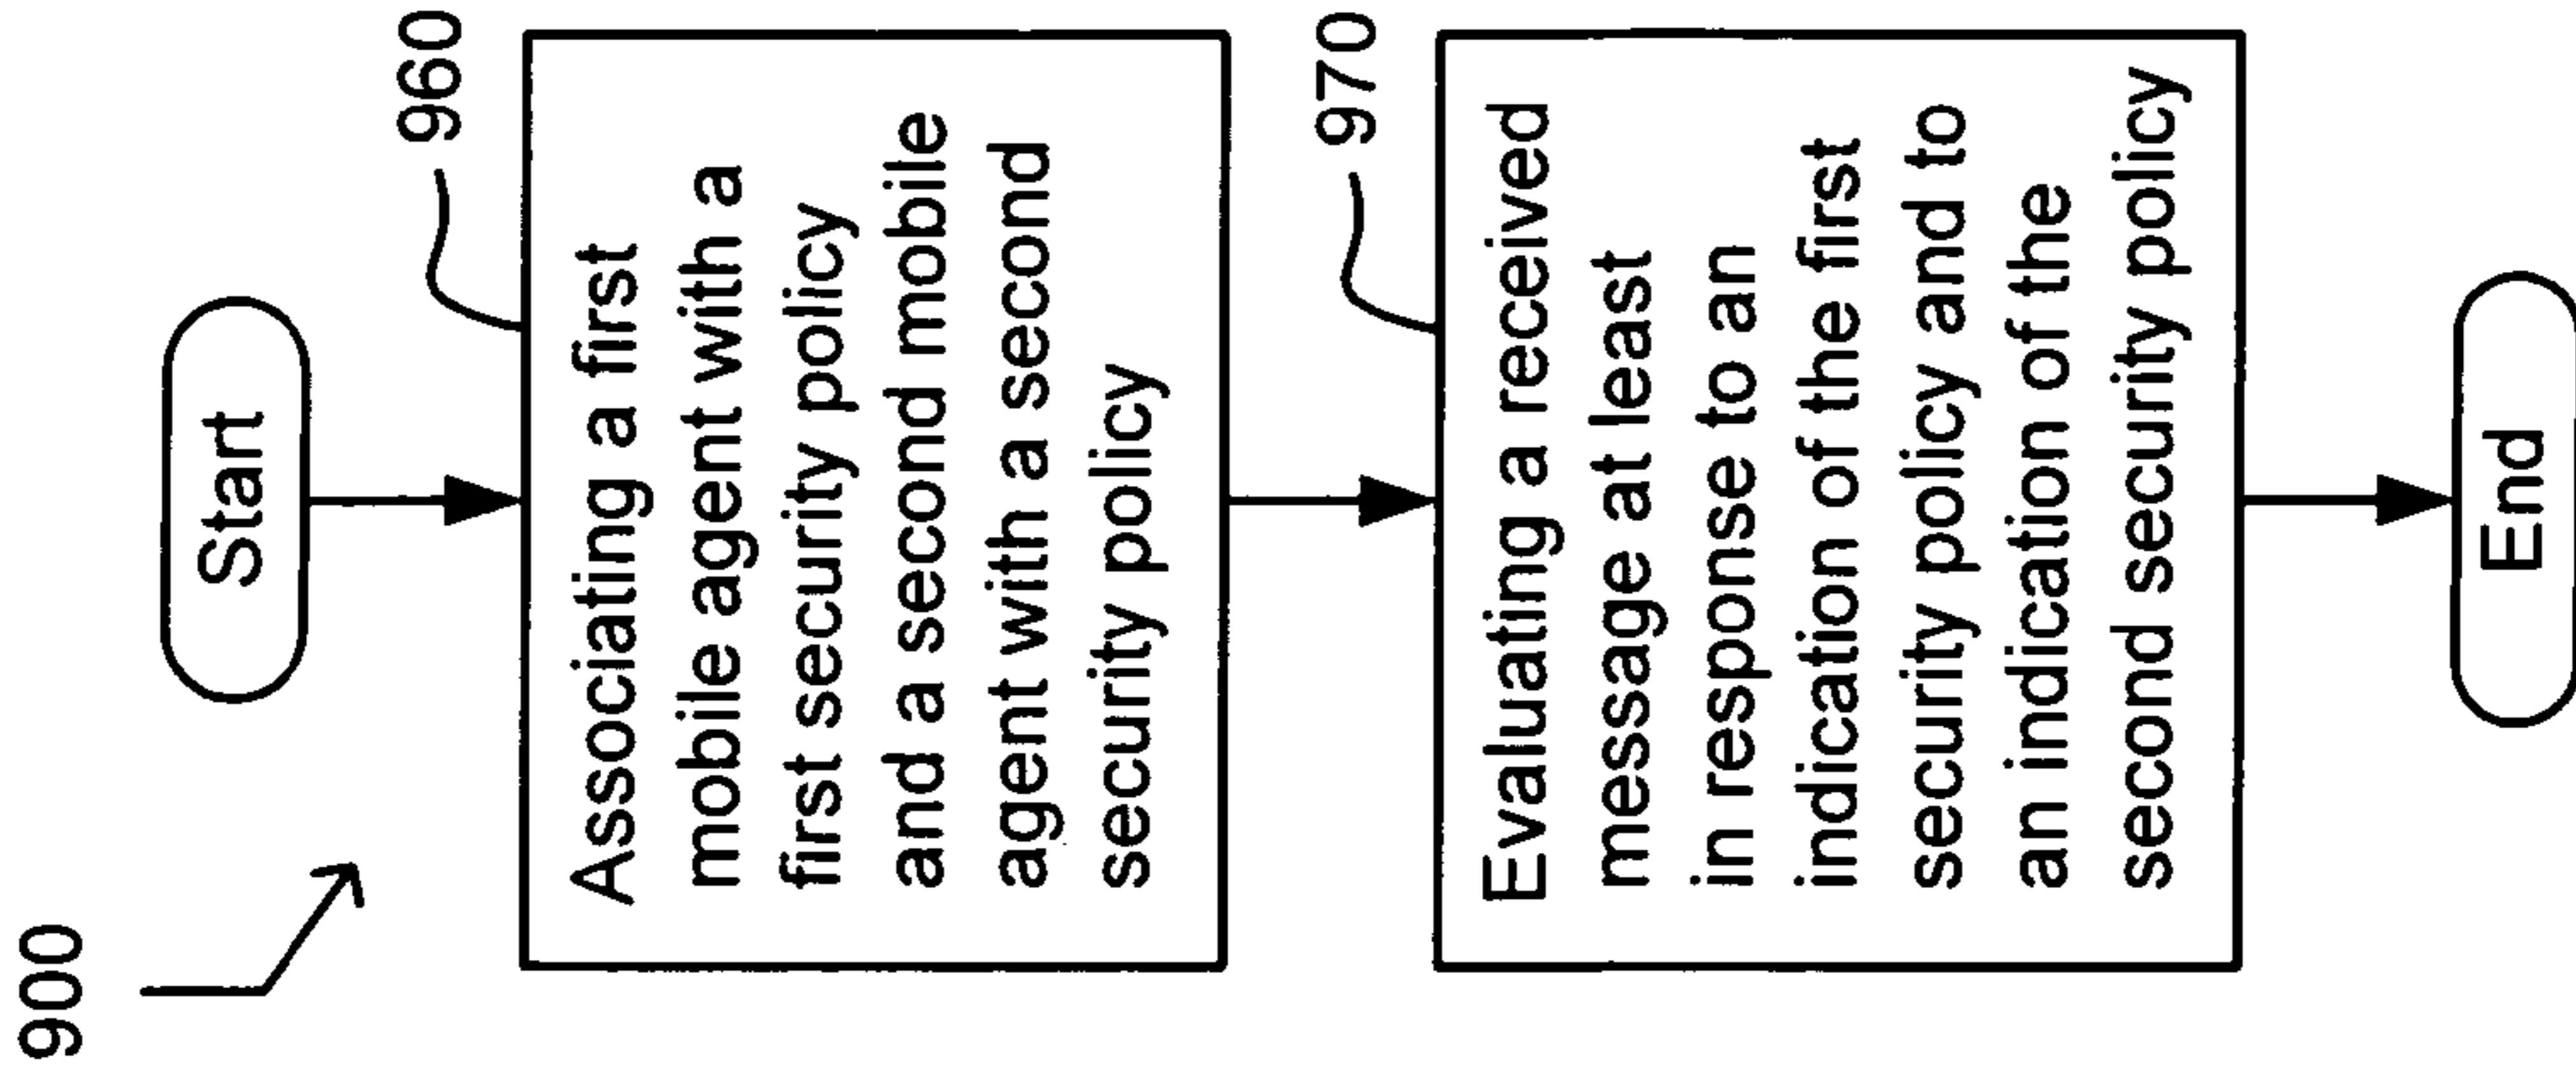 900
Start
960
Associating a first
mobile agent with a
first security policy
and a second mobile
agent with a second
security policy
970
Evaluating a received
message at least
in response to an
indication of the first
security policy and to
an indication of the
second security policy
End